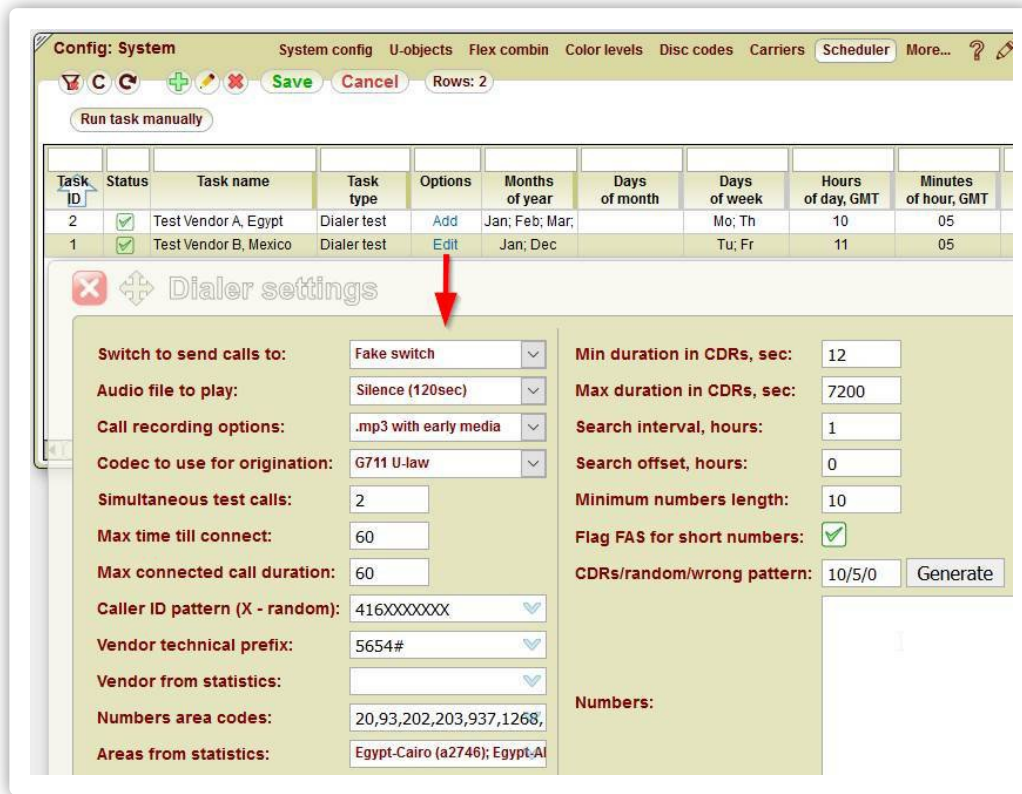 Config: System System config U-objects Flex combin Color levels Disc codes Carriers Scheduler More... ?
C Save Cancel Rows: 2
Run task manually
Task ID Status Task name Task type Options Months of year Days of month Days of week Hours of day, GMT Minutes of hour, GMT
2 Test Vendor A, Egypt Dialer test Add Jan; Feb; Mar; Mo; Th 10 05
1 Test Vendor B, Mexico Dialer test Edit Jan; Dec Tu; Fr 11 05
Dialer settings
Switch to send calls to: Fake switch
Audio file to play: Silence (120sec)
Call recording options: .mp3 with early media
Codec to use for origination: G711 U-law
Simultaneous test calls: 2
Max time till connect: 60
Max connected call duration: 60
Caller ID pattern (X - random): 416XXXXXXX
Vendor technical prefix: 5654#
Vendor from statistics:
Numbers area codes: 20,93,202,203,937,1268,
Areas from statistics: Egypt-Cairo (a2746); Egypt-Al
Min duration in CDRs, sec: 12
Max duration in CDRs, sec: 7200
Search interval, hours: 1
Search offset, hours: 0
Minimum numbers length: 10
Flag FAS for short numbers:
CDRs/random/wrong pattern: 10/5/0 Generate
Numbers: